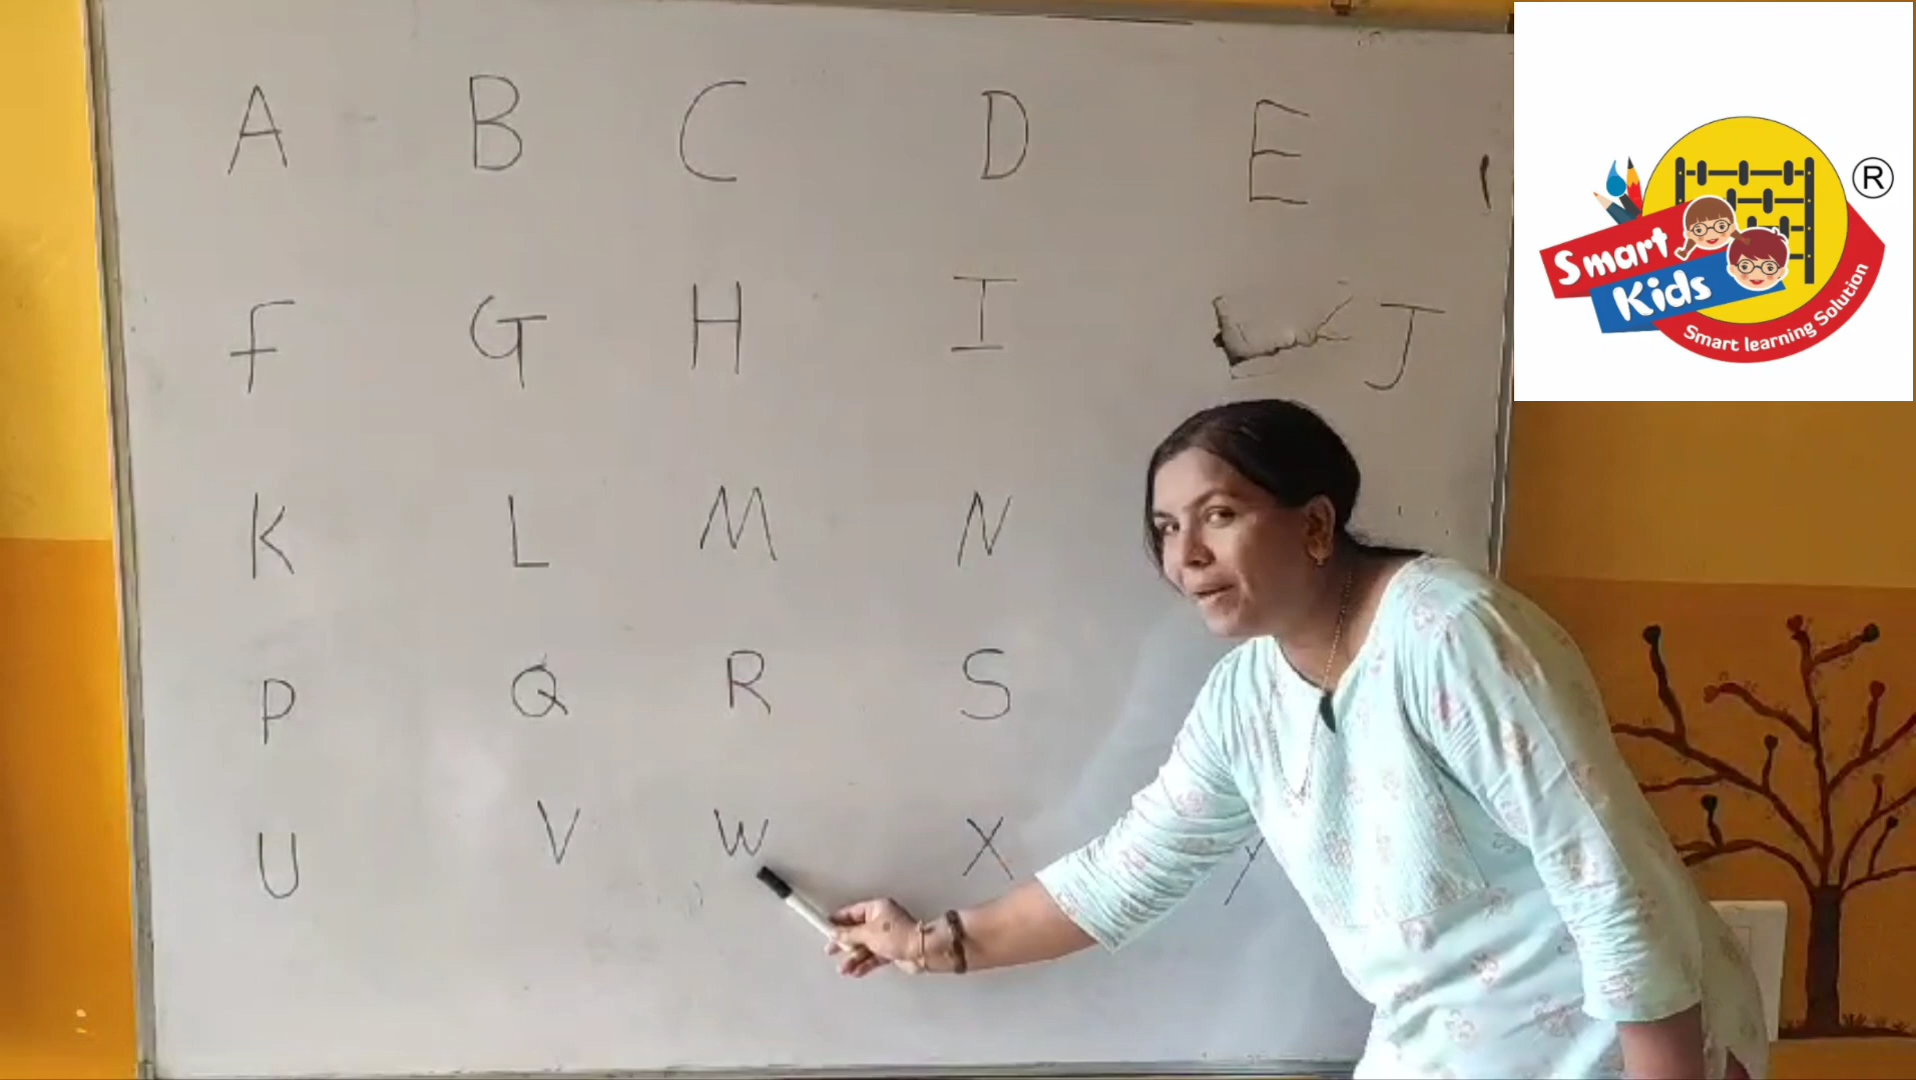 A B C D E
F G H I J
K L M N
P Q R S
U V W X Y
Smart
Kids
®
Smart learning Solution